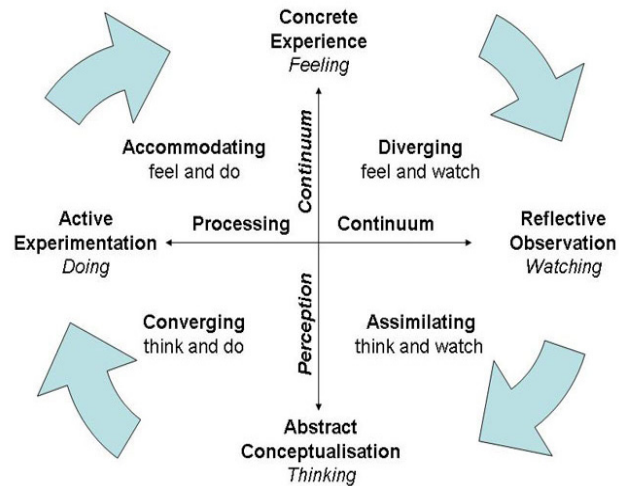 Concrete
Experience
Feeling
Accommodating
feel and do
Continuum
Diverging
feel and watch
Active
Experimentation
Doing
Processing
Continuum
Reflective
Observation
Watching
Converging
think and do
Perception
Assimilating
think and watch
Abstract
Conceptualisation
Thinking